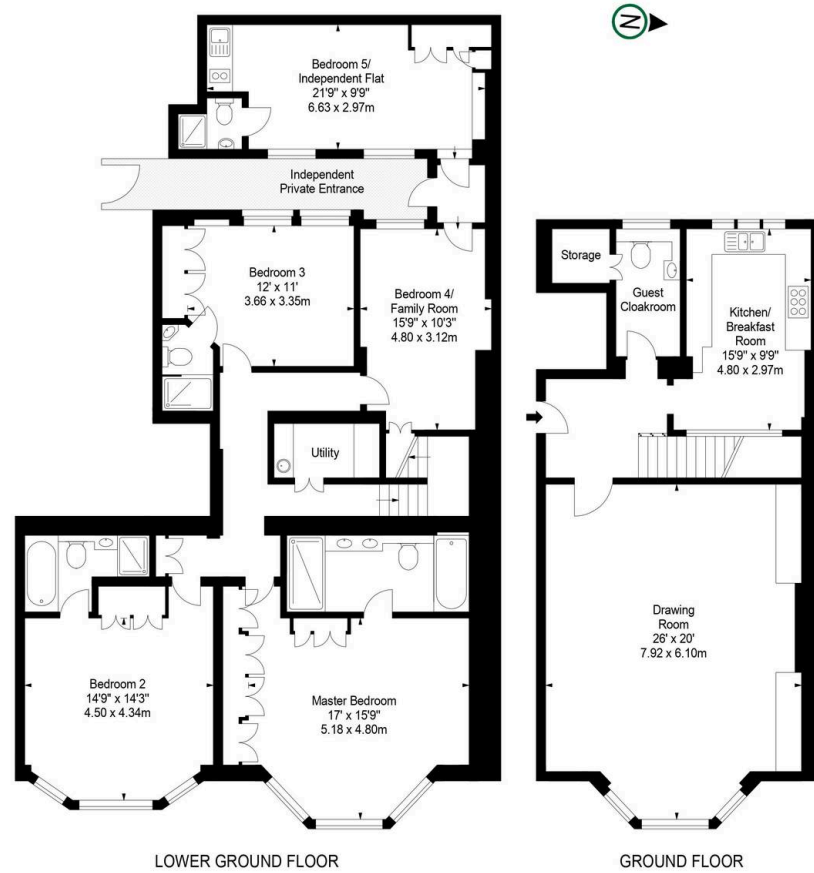 N
Bedroom 5/
Independent Flat
21'9" x 9'9"
6.63 x 2.97m
Independent
Private Entrance
Bedroom 3
12' x 11'
3.66 x 3.35m
Bedroom 4/
Family Room
15'9" x 10'3"
4.80 x 3.12m
Utility
Bedroom 2
14'9" x 14'3"
4.50 x 4.34m
Master Bedroom
17' x 15'9"
5.18 x 4.80m
LOWER GROUND FLOOR
Storage
Guest
Cloakroom
Kitchen/
Breakfast
Room
15'9" x 9'9"
4.80 x 2.97m
Drawing
Room
26' x 20'
7.92 x 6.10m
GROUND FLOOR